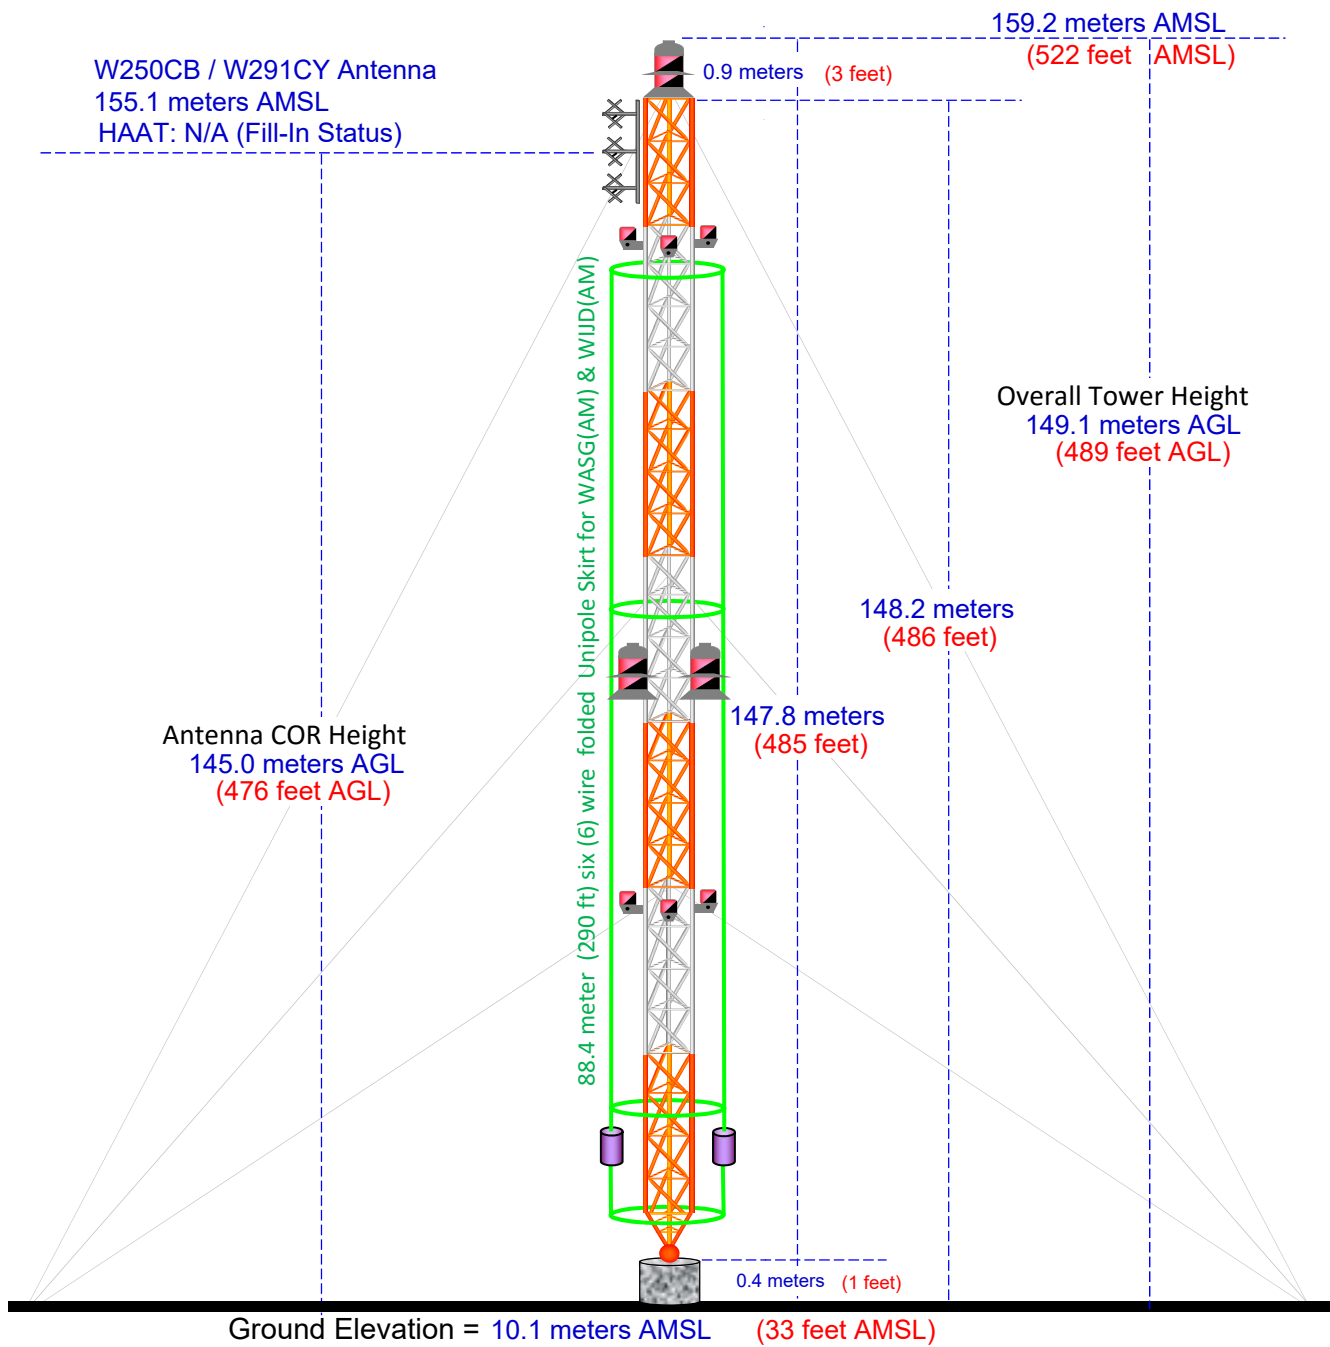 159.2 meters AMSL
(522 feet AMSL)
0.9 meters (3 feet)
W250CB / W291CY Antenna
155.1 meters AMSL
HAAT: N/A (Fill-In Status)
88.4 meter (290 ft) six (6) wire folded Unipole Skirt for WASG(AM) & WIJD(AM)
Overall Tower Height
149.1 meters AGL
(489 feet AGL)
148.2 meters
(486 feet)
147.8 meters
(485 feet)
Antenna COR Height
145.0 meters AGL
(476 feet AGL)
0.4 meters (1 feet)
Ground Elevation = 10.1 meters AMSL (33 feet AMSL)